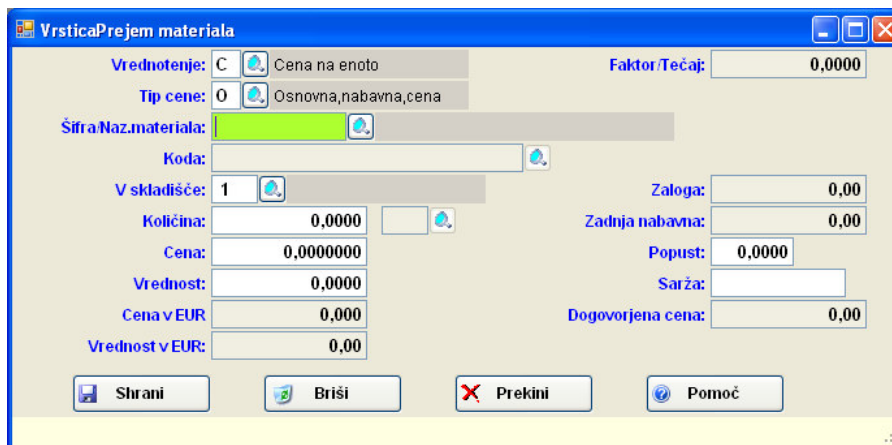 VrsticaPrejem materiala
Vrednotenje: C Cena na enoto Faktor/Tečaj: 0,0000
Tip cene: O Osnovna,nabavna,cena
Šifra/Naz.materiala:
Koda:
V skladišče: 1 Zaloga: 0,00
Količina: 0,0000 Zadnja nabavna: 0,00
Cena: 0,0000000 Popust: 0,0000
Vrednost: 0,0000 Sarža:
Cena v EUR 0,000 Dogovorjena cena: 0,00
Vrednost v EUR: 0,00
Shrani Briši Prekini Pomoč